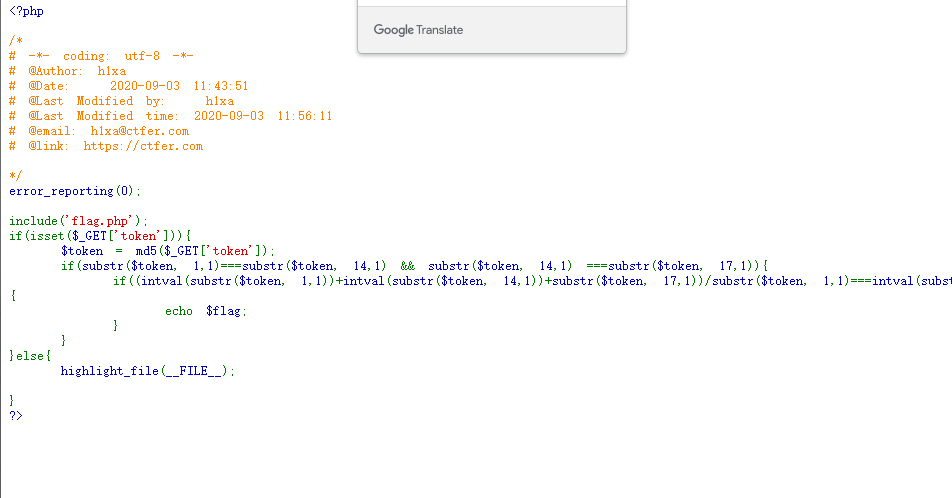 Google Translate
<?php
/*
# -*- coding: utf-8 -*-
# @Author: h1xa
# @Date:   2020-09-03 11:43:51
# @Last Modified by:   h1xa
# @Last Modified time: 2020-09-03 11:56:11
# @email: h1xa@ctfer.com
# @link: https://ctfer.com
*/
error_reporting(0);
include('flag.php');
if(isset($_GET['token'])){
$token = md5($_GET['token']);
if(substr($token, 1,1)===substr($token, 14,1) && substr($token, 14,1) ===substr($token, 17,1)){
if((intval(substr($token, 1,1))+intval(substr($token, 14,1))+substr($token, 17,1))/substr($token, 1,1)===intval(subst
{
echo $flag;
}
}
}else{
highlight_file(__FILE__);
}
?>